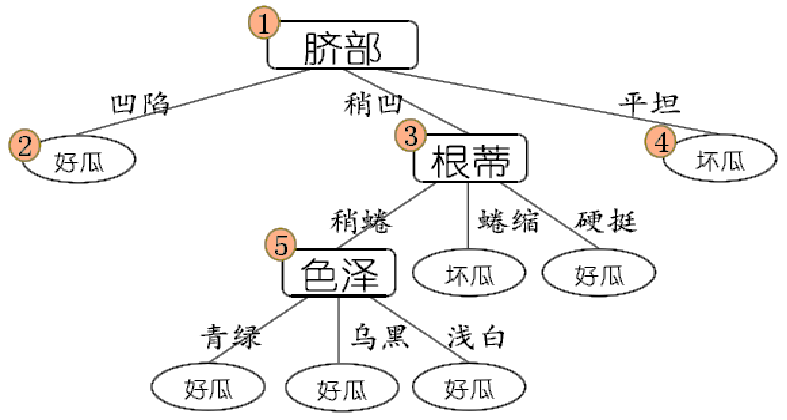 ①
脐部
凹陷 稍凹 平坦
② 好瓜 ③ 根蒂 ④ 坏瓜
稍蜷 蜷缩 硬挺
⑤ 色泽 坏瓜 好瓜
青绿 乌黑 浅白
好瓜 好瓜 好瓜